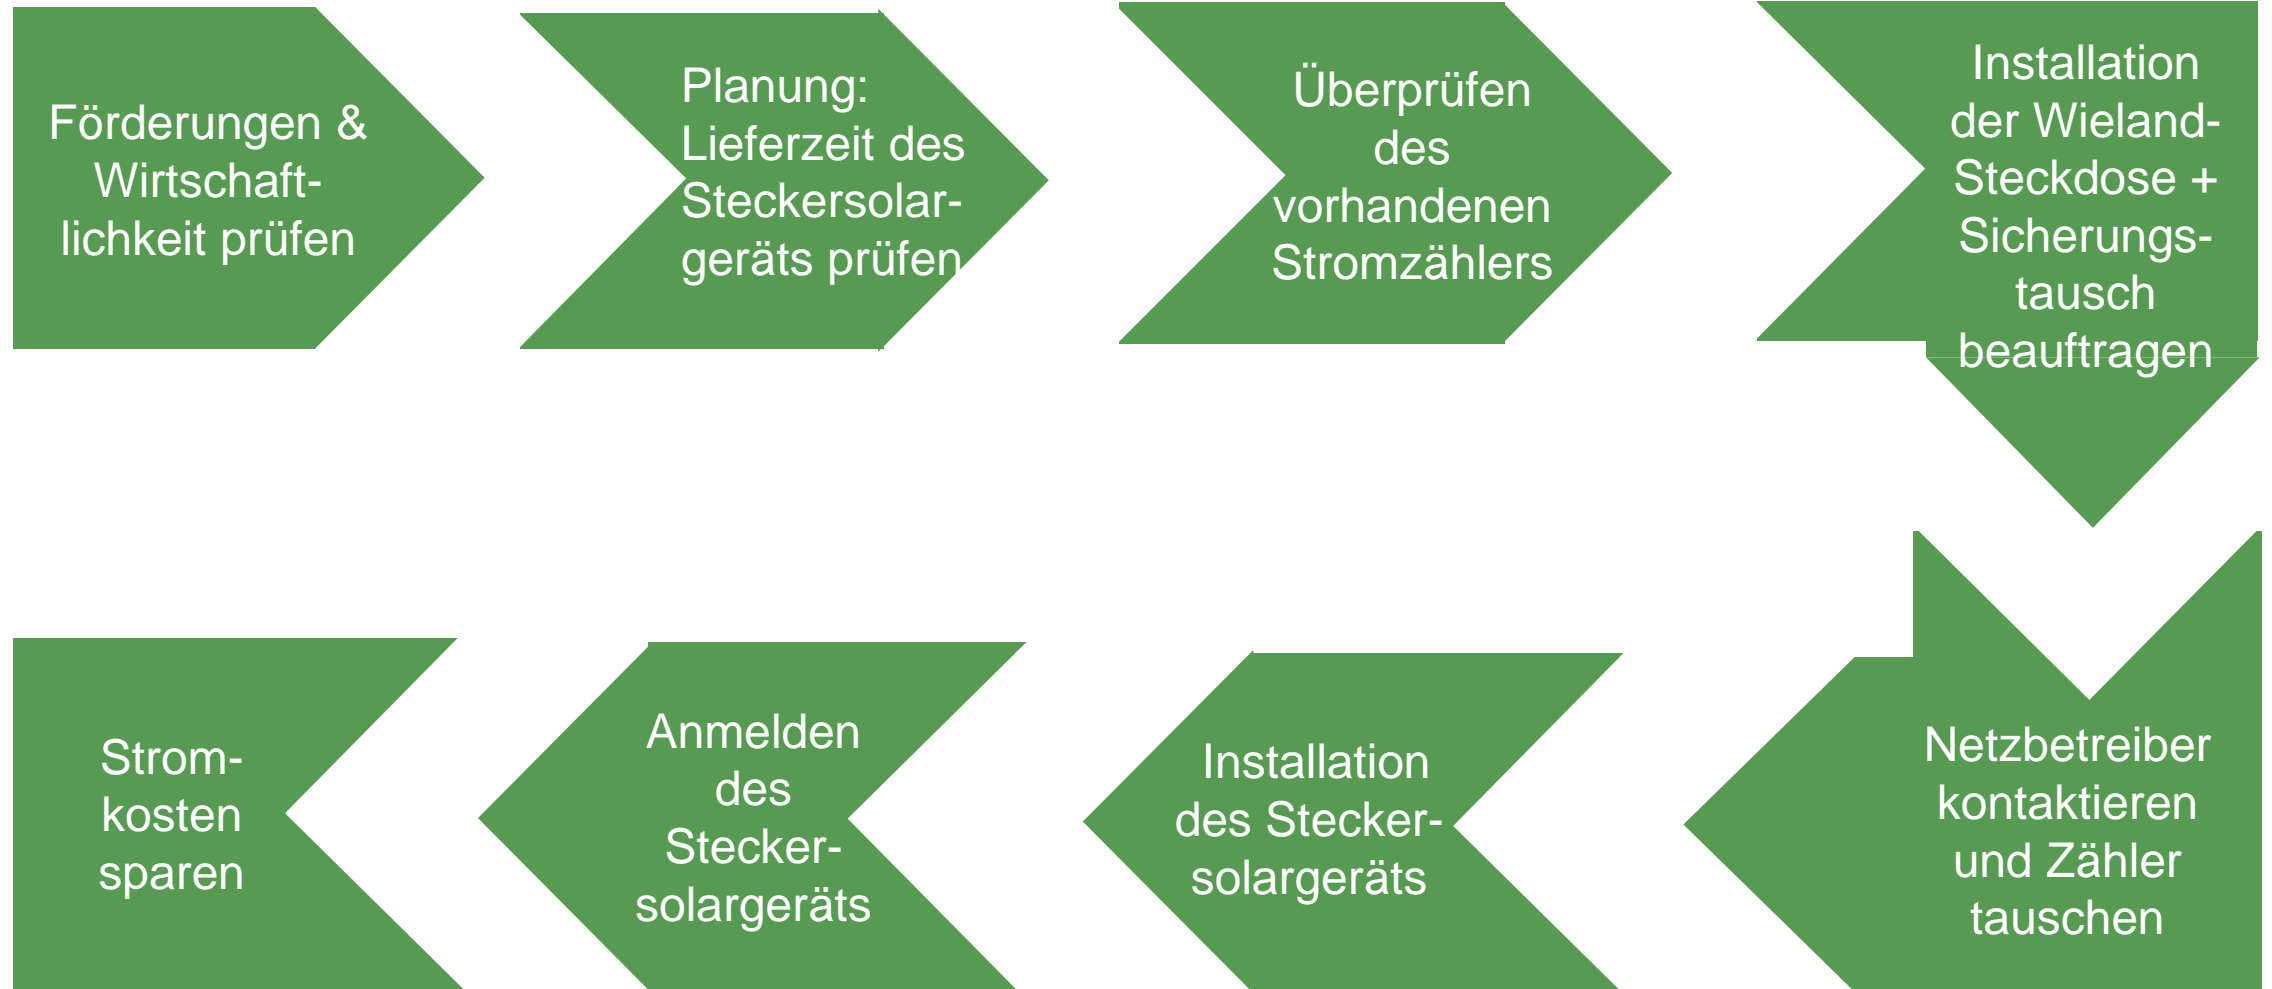 Förderungen &
Wirtschaft-
lichkeit prüfen
Planung:
Lieferzeit des
Steckersolar-
geräts prüfen
Überprüfen
des
vorhandenen
Stromzählers
Installation
der Wieland-
Steckdose +
Sicherungs-
tausch
beauftragen
Netzbetreiber
kontaktieren
und Zähler
tauschen
Installation
des Stecker-
solargeräts
Anmelden
des
Stecker-
solargeräts
Strom-
kosten
sparen